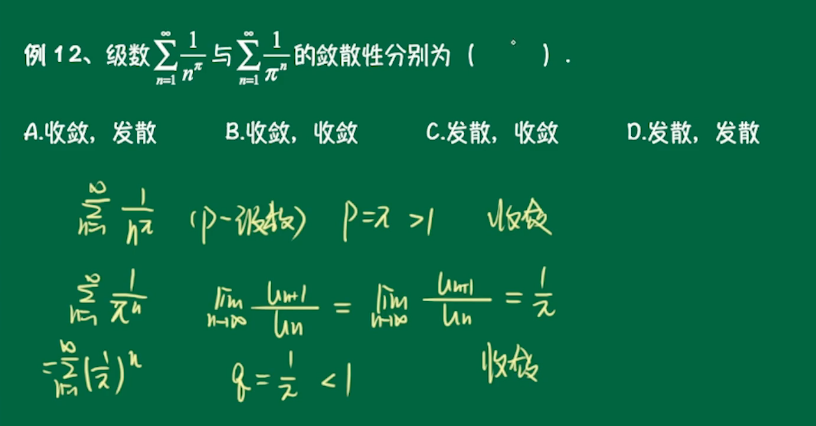 例 12、级数 $\sum_{n=1}^{\infty}\frac{1}{n^{\pi}}$ 与 $\sum_{n=1}^{\infty}\frac{1}{\pi^{n}}$ 的敛散性分别为（  ）.
A.收敛，发散 B.收敛，收敛 C.发散，收敛 D.发散，发散
$\sum_{n=1}^{\infty}\frac{1}{n^{\pi}}$ (p-级数) $p=\pi>1$ 收敛
$\sum_{n=1}^{\infty}\frac{1}{\pi^{n}}$ $\lim_{n\to\infty}\frac{u_{n+1}}{u_n}=\lim_{n\to\infty}\frac{u_{n+1}}{u_n}=\frac{1}{\pi}$
$=\sum_{n=1}^{\infty}(\frac{1}{\pi})^{n}$ $q=\frac{1}{\pi}<1$ 收敛